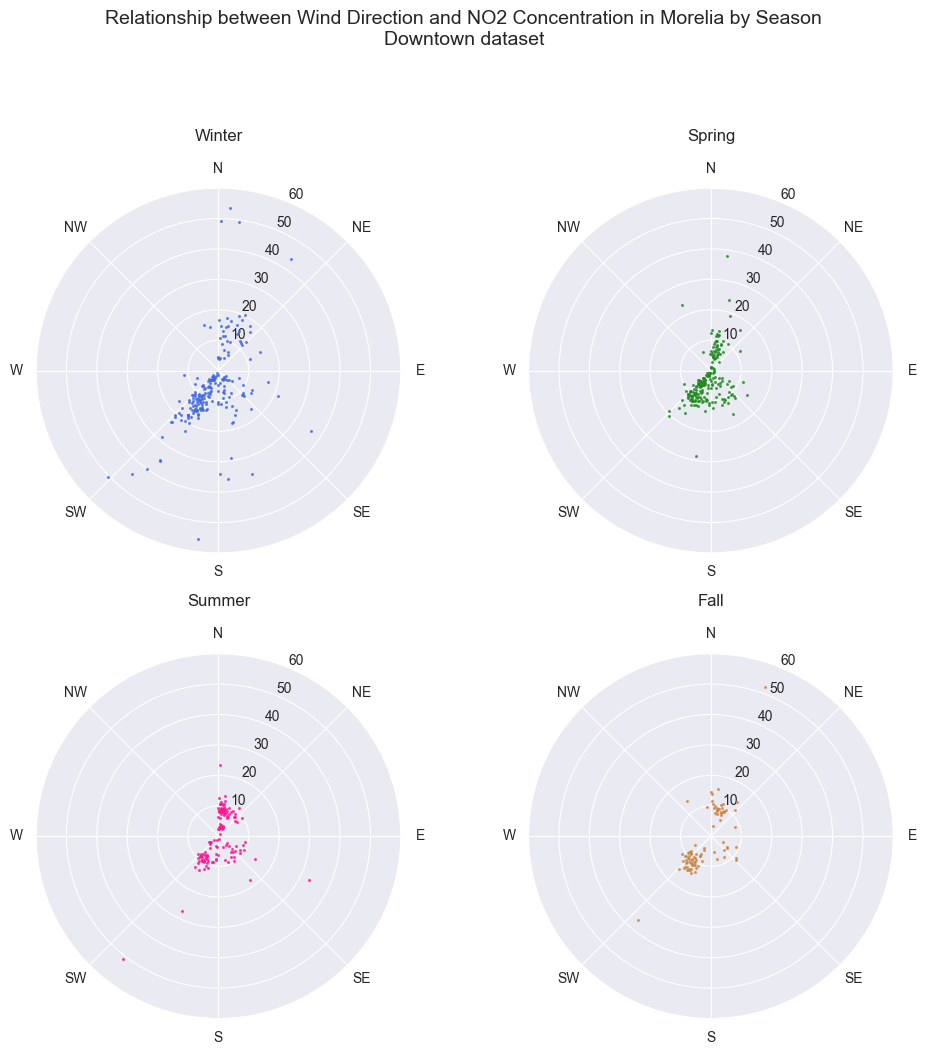 Relationship between Wind Direction and NO2 Concentration in Morelia by Season
Downtown dataset
Winter
N
NE
E
SE
S
SW
W
NW
10
20
30
40
50
60
Spring
N
NE
E
SE
S
SW
W
NW
10
20
30
40
50
60
Summer
N
NE
E
SE
S
SW
W
NW
10
20
30
40
50
60
Fall
N
NE
E
SE
S
SW
W
NW
10
20
30
40
50
60